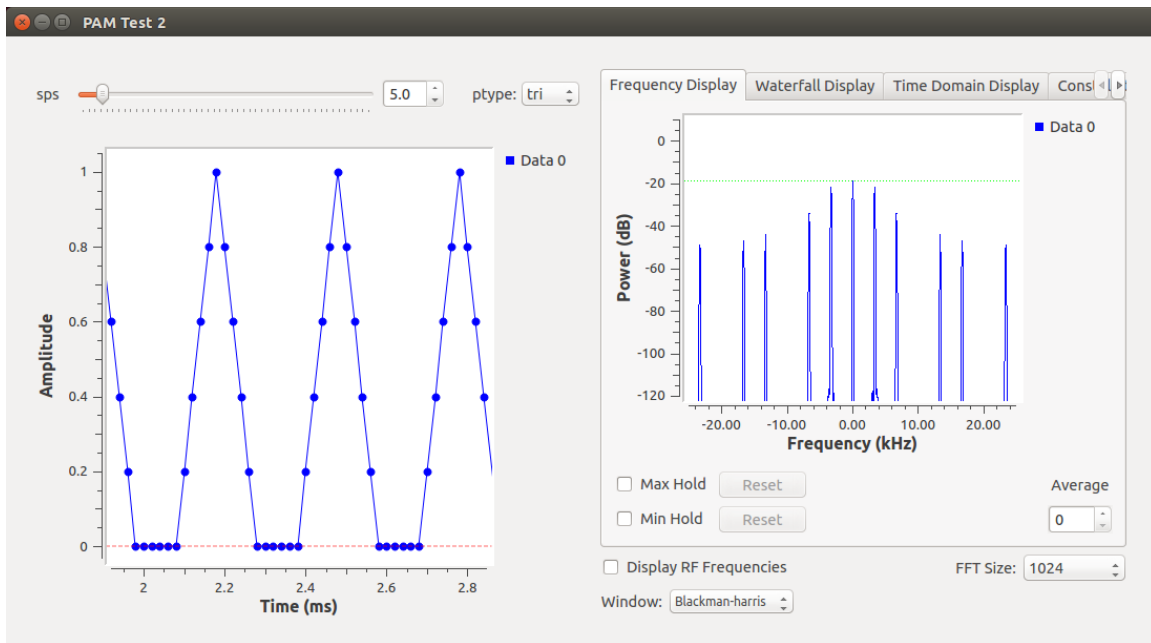 PAM Test 2
sps
5.0
ptype: tri
Data 0
1
0.8
0.6
0.4
0.2
0
Amplitude
2
2.2
2.4
2.6
2.8
Time (ms)
Frequency Display
Waterfall Display
Time Domain Display
Data 0
0
-20
-40
-60
-80
-100
-120
Power (dB)
-20.00
-10.00
0.00
10.00
20.00
Frequency (kHz)
Max Hold
Reset
Average
Min Hold
Reset
0
Display RF Frequencies
FFT Size: 1024
Window: Blackman-harris